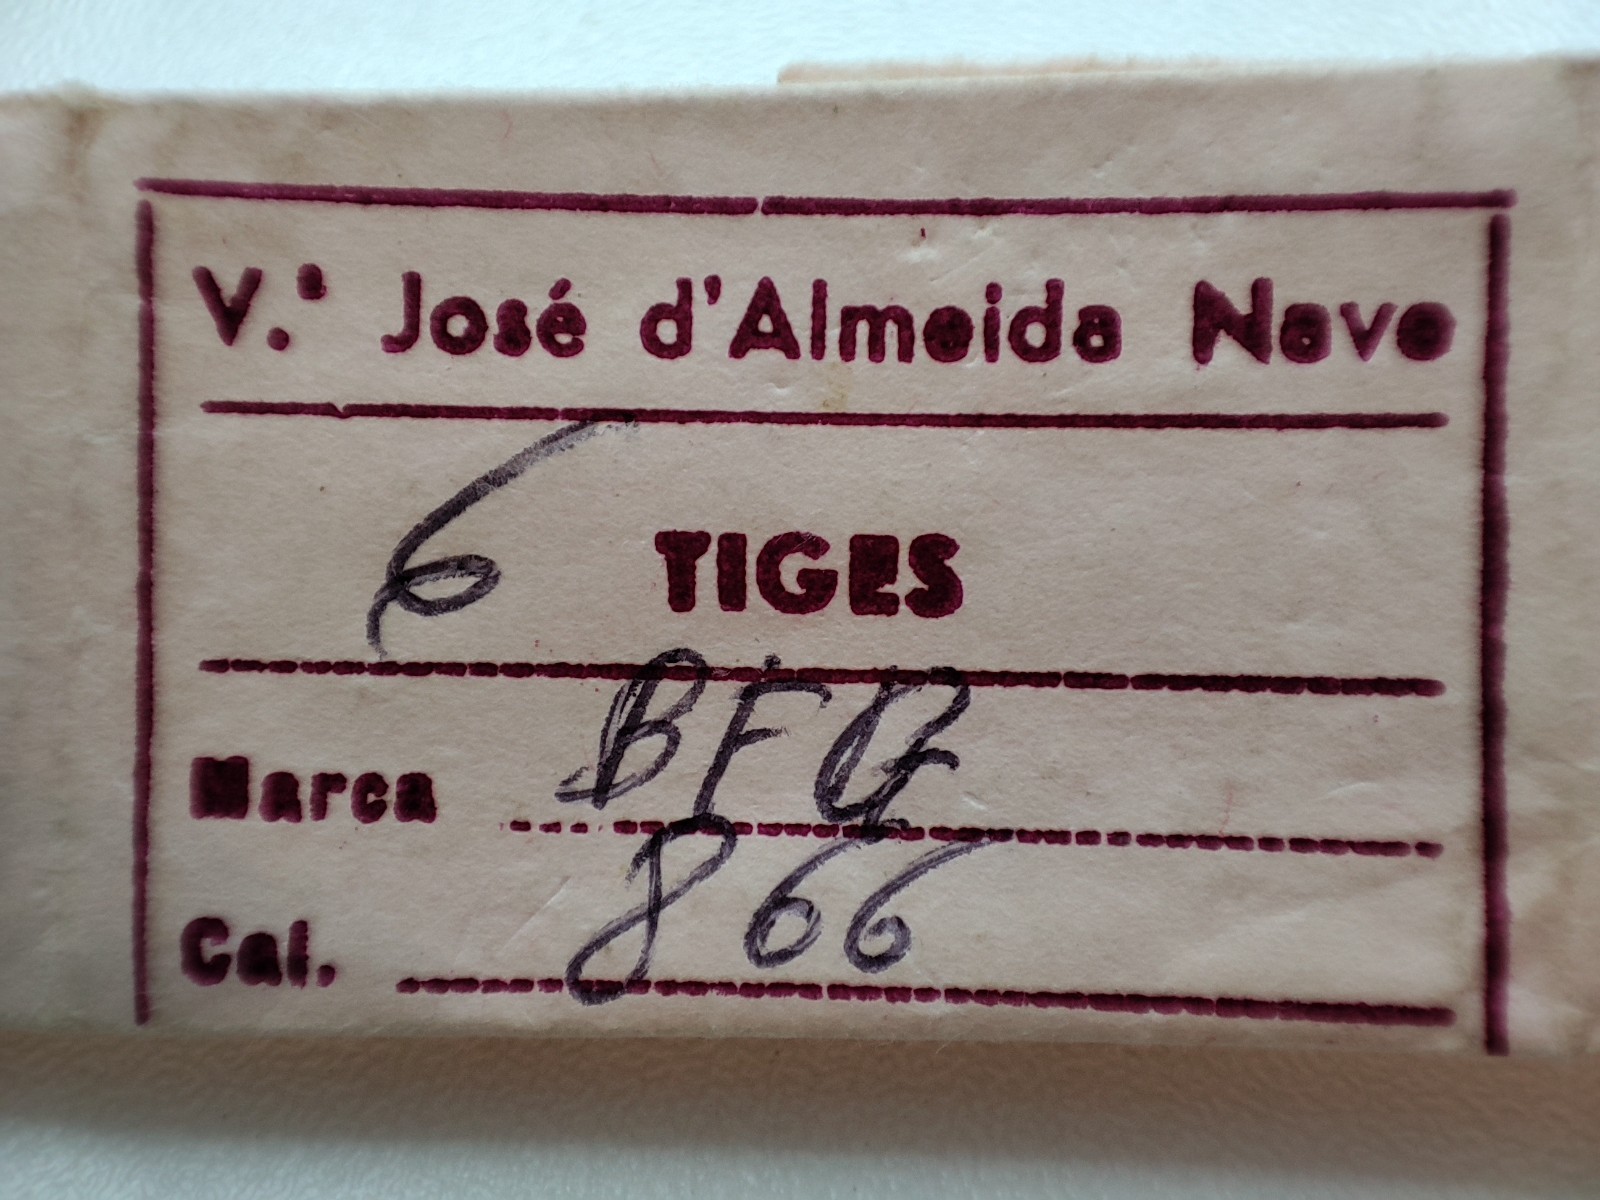 V.ª José d'Almeida Nave
6 TIGES
Marca BFG
Cal. 866